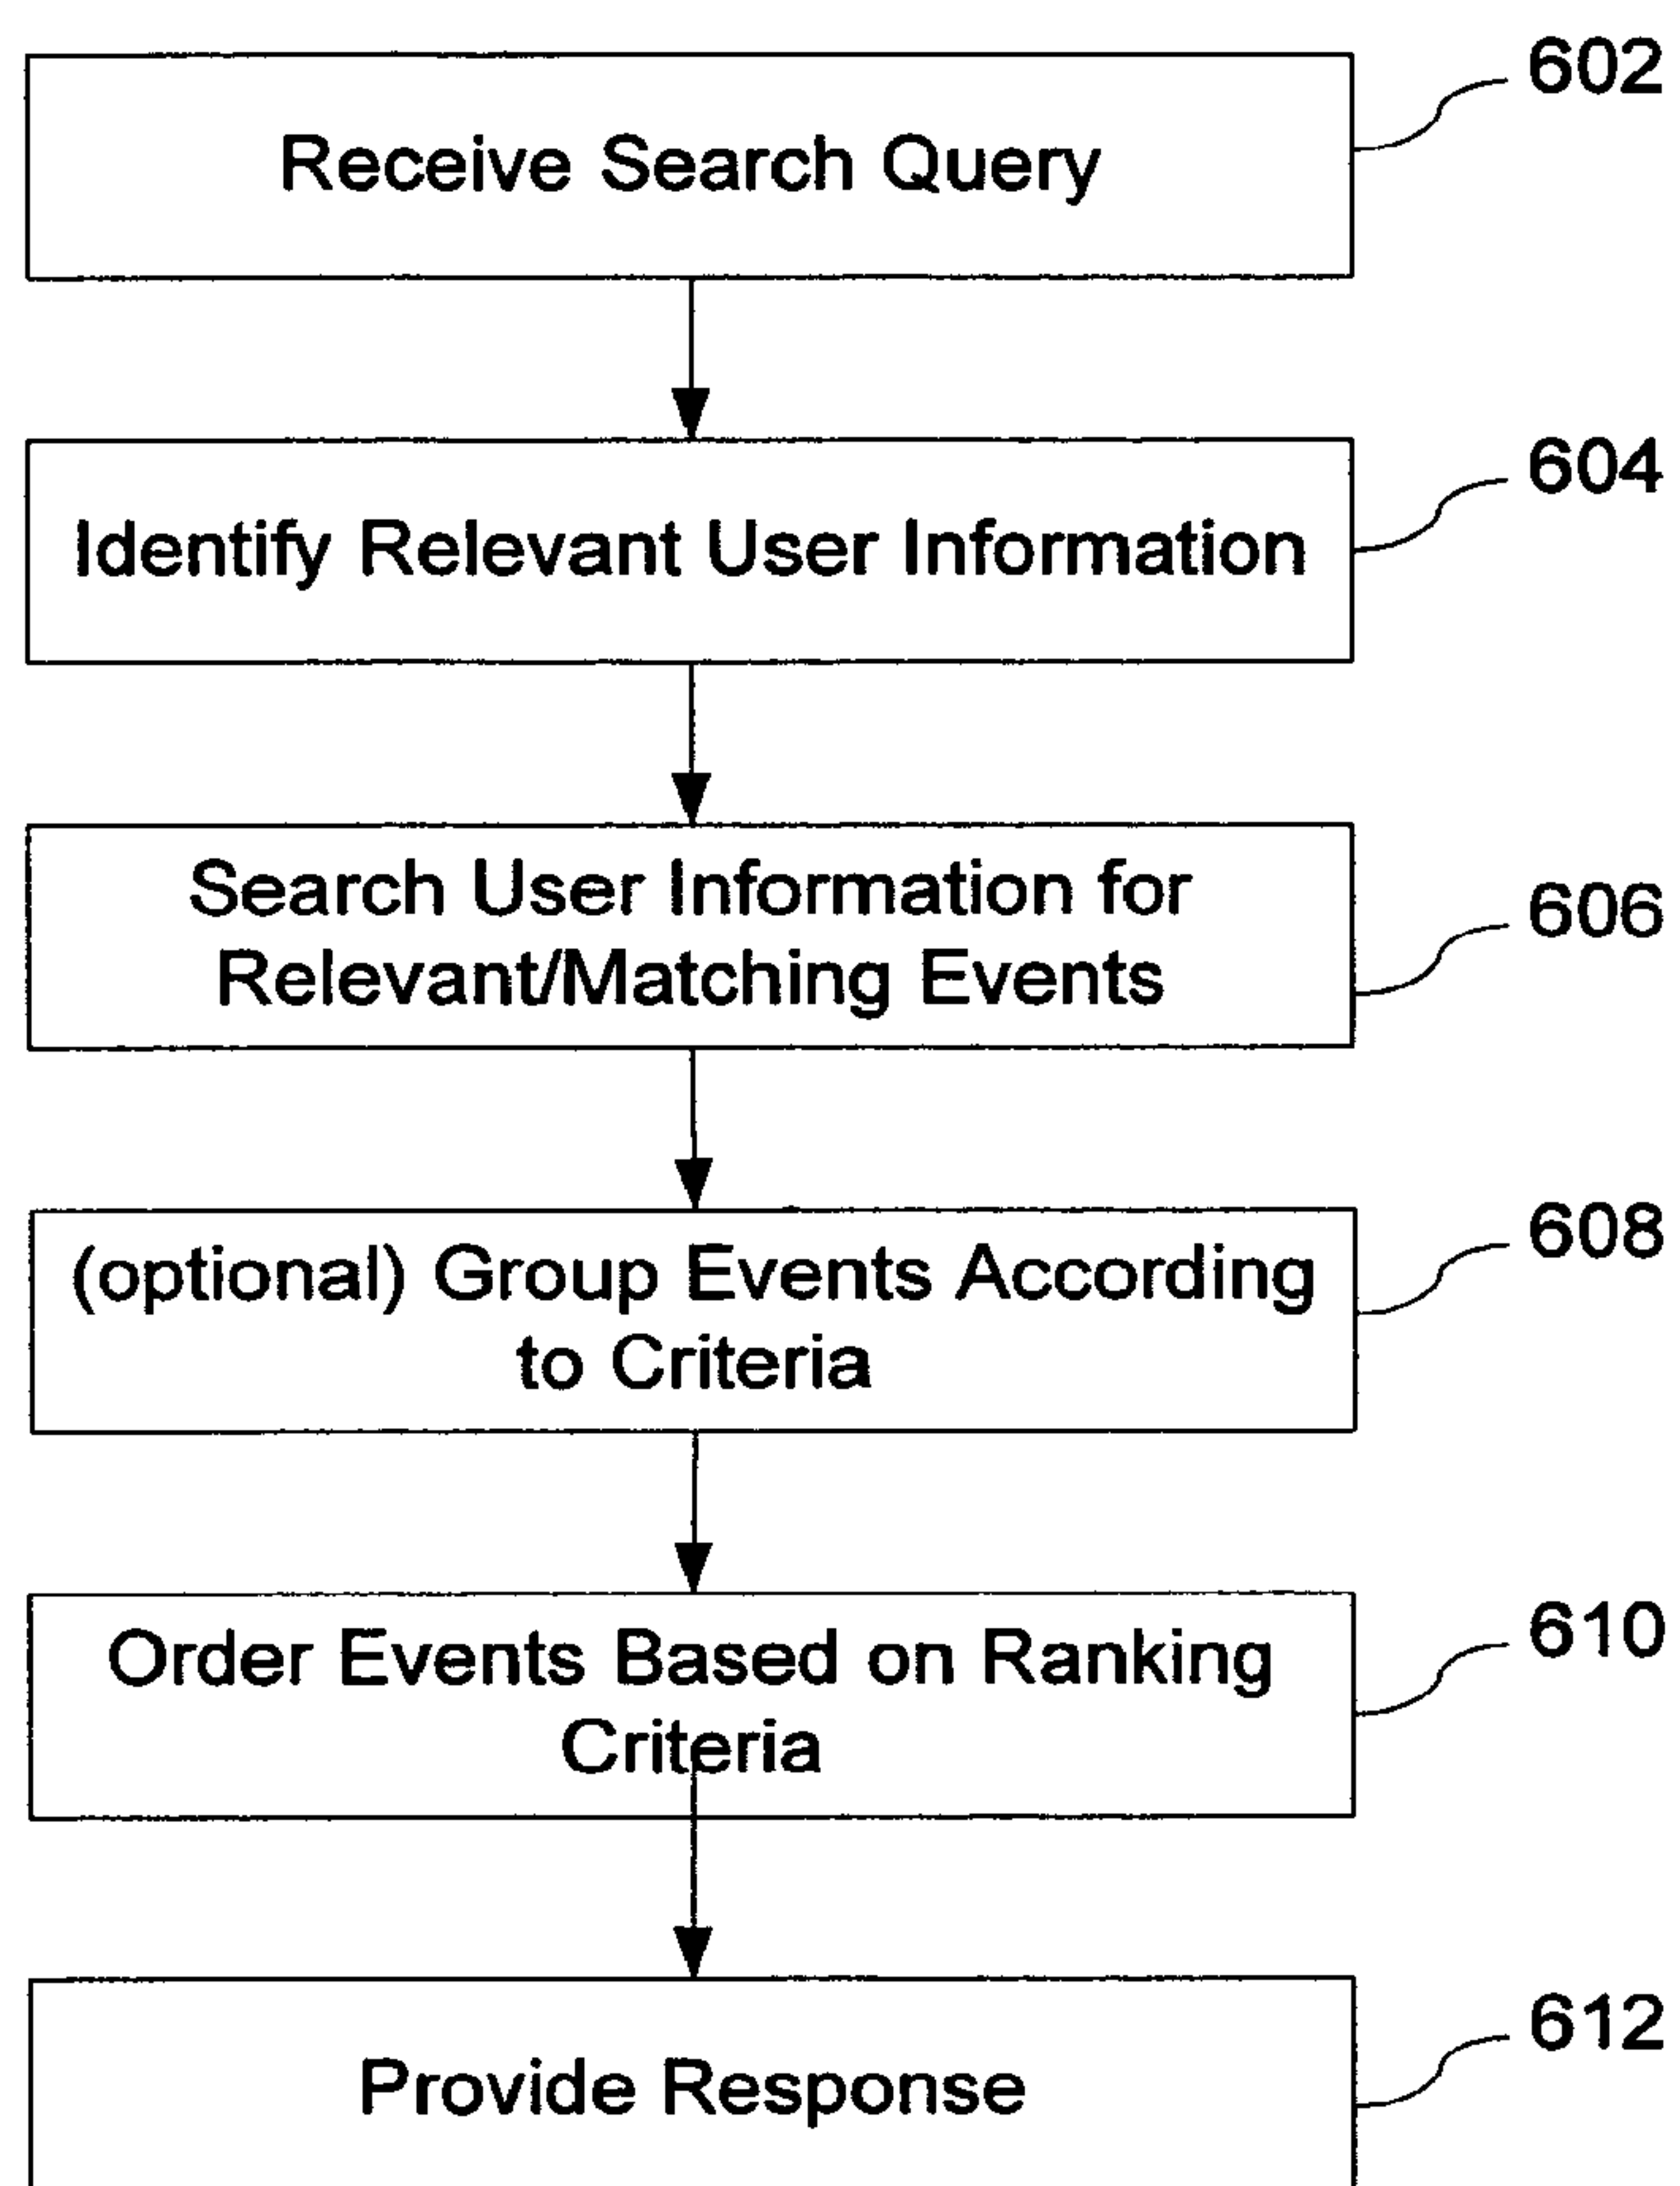 602
Receive Search Query
604
Identify Relevant User Information
Search User Information for
606
Relevant/Matching Events
608
(optional) Group Events According
to Criteria
610
Order Events Based on Ranking
Criteria
612
Provide Response